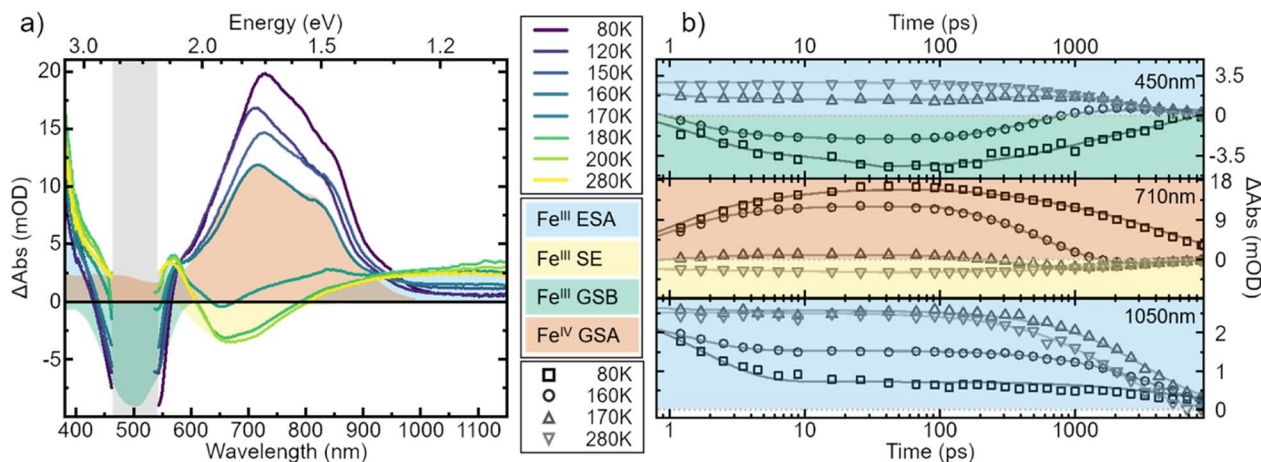 a)
Energy (eV)
3.0 2.0 1.5 1.2
ΔAbs (mOD)
20
15
10
5
0
-5
400 500 600 700 800 900 1000 1100
Wavelength (nm)
80K
120K
150K
160K
170K
180K
200K
280K
Fe^III ESA
Fe^III SE
Fe^III GSB
Fe^IV GSA
80K
160K
170K
280K
b)
Time (ps)
1 10 100 1000
450nm
3.5
0
-3.5
710nm
18
9
0
1050nm
2
1
0
ΔAbs (mOD)
1 10 100 1000
Time (ps)